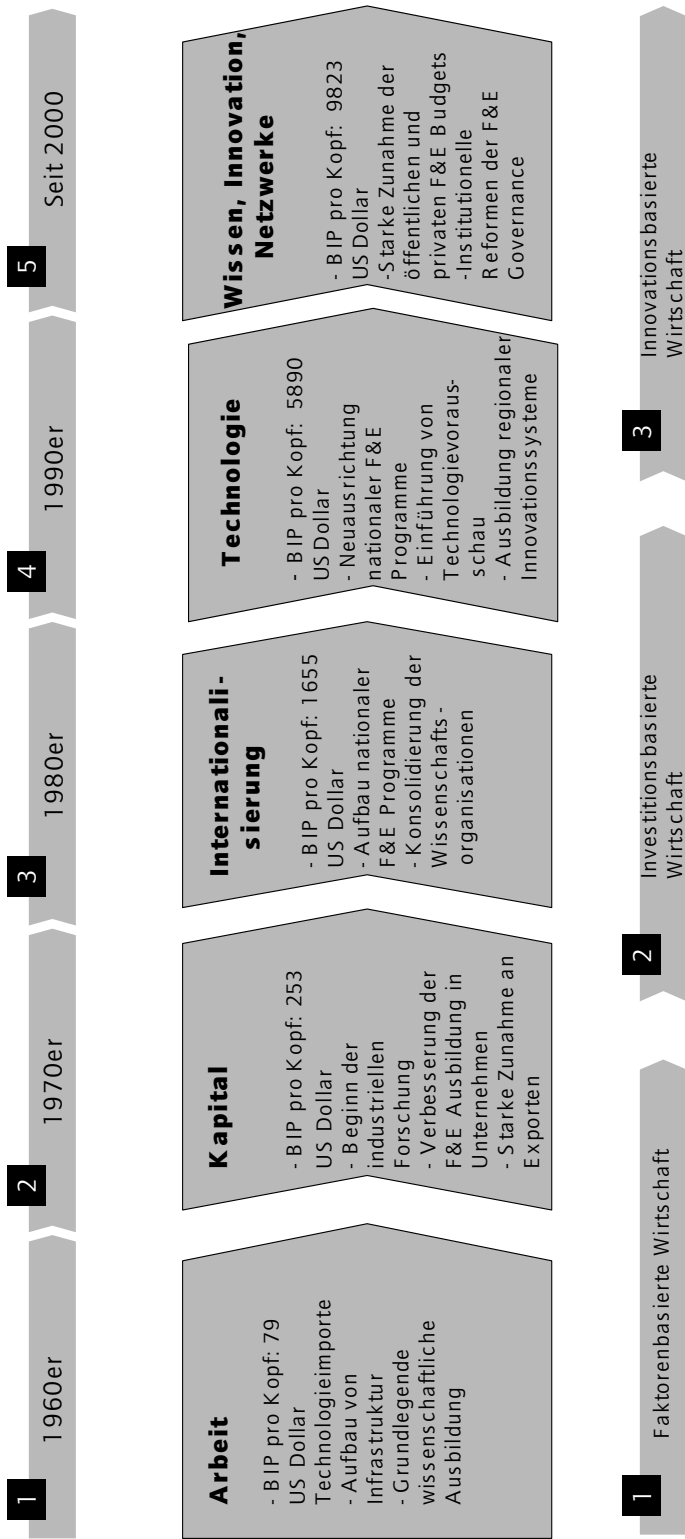 1
1960er
2
1970er
3
1980er
4
1990er
5
Seit 2000
Arbeit
- BIP pro Kopf: 79
US Dollar
Technologieimporte
- Aufbau von
Infrastruktur
- Grundlegende
wissenschaftliche
Ausbildung
Kapital
- BIP pro Kopf: 253
US Dollar
- Beginn der
industriellen
Forschung
- Verbesserung der
F&E Ausbildung in
Unternehmen
- Starke Zunahme an
Exporten
Internationali-
sierung
- BIP pro Kopf: 1655
US Dollar
- Aufbau nationaler
F&E Programme
- Konsolidierung der
Wissenschafts-
organisationen
Technologie
- BIP pro Kopf: 5890
US Dollar
- Neuausrichtung
nationaler F&E
Programme
- Einführung von
Technologievoraus-
schau
- Ausbildung regionaler
Innovationssysteme
Wissen, Innovation,
Netzwerke
- BIP pro Kopf: 9823
US Dollar
-Starke Zunahme der
öffentlichen und
privaten F&E Budgets
-Institutionelle
Reformen der F&E
Governance
1
Faktorenbasierte Wirtschaft
2
Investitionsbasierte
Wirtschaft
3
Innovationsbasierte
Wirtschaft